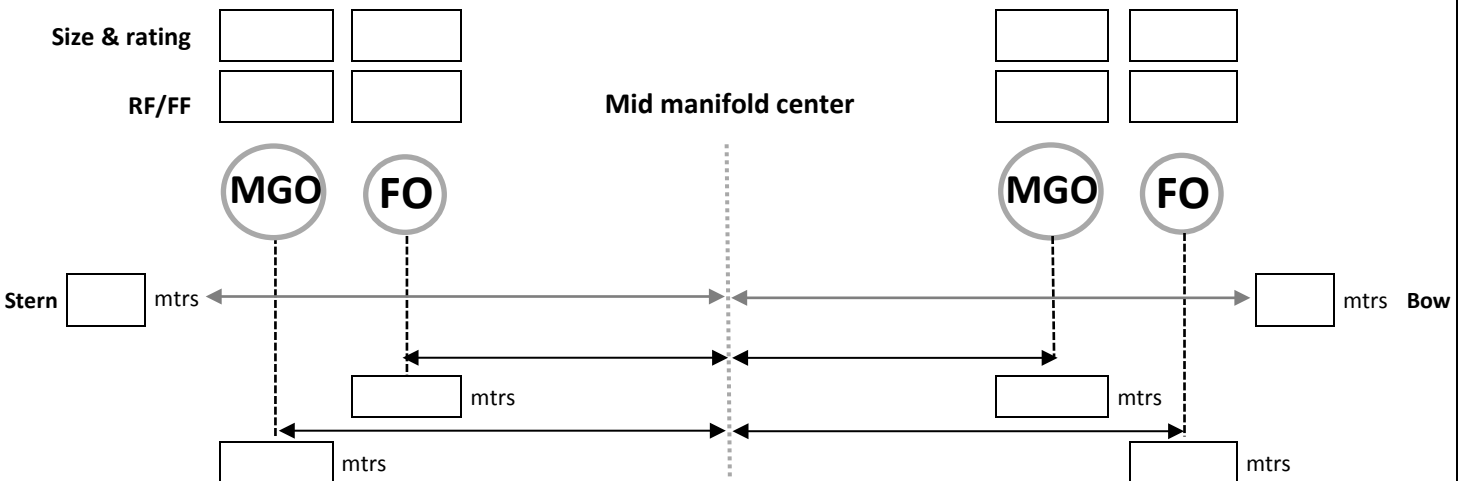 Size & rating
RF/FF
Mid manifold center
MGO FO MGO FO
Stern mtrs mtrs Bow
mtrs mtrs
mtrs mtrs